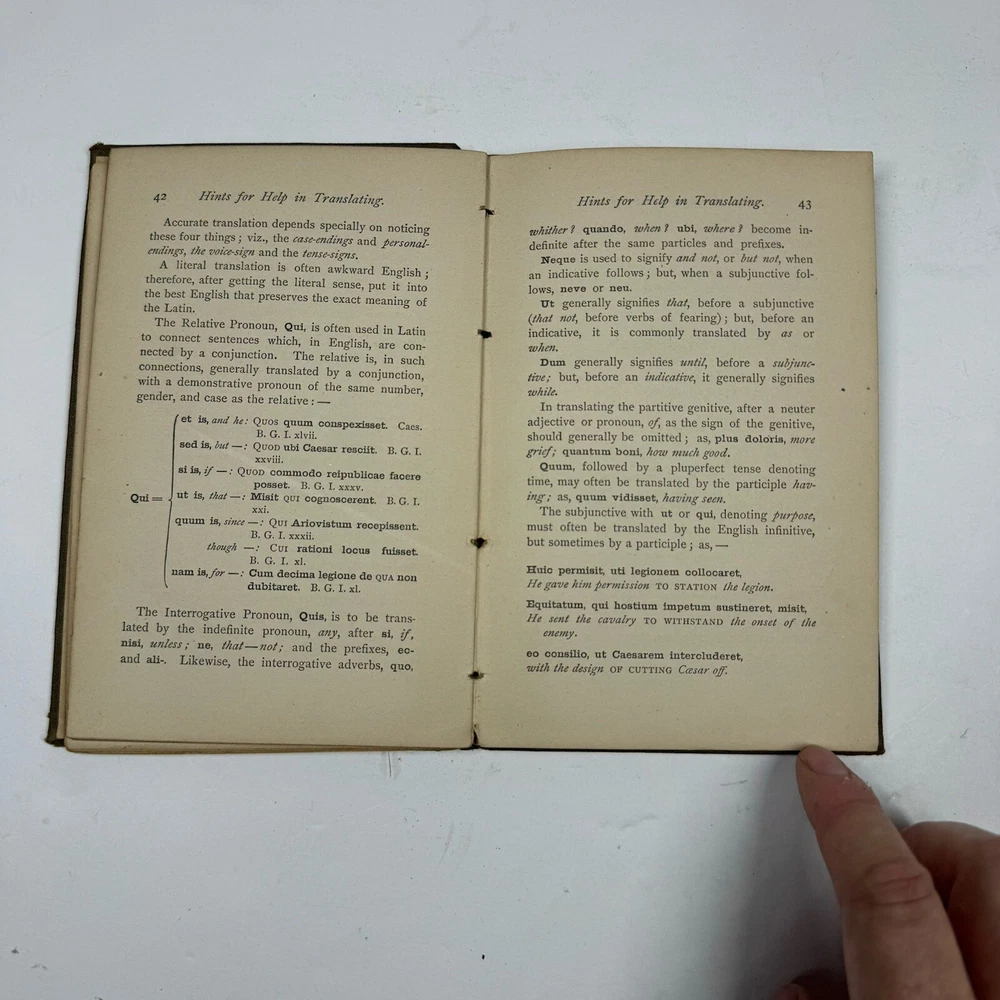 42 Hints for Help in Translating.
Accurate translation depends specially on noticing
these four things ; viz., the case-endings and personal-
endings, the voice-sign and the tense-signs.
A literal translation is often awkward English ;
therefore, after getting the literal sense, put it into
the best English that preserves the exact meaning of
the Latin.
The Relative Pronoun, Qui, is often used in Latin
to connect sentences which, in English, are con-
nected by a conjunction. The relative is, in such
connections, generally translated by a conjunction,
with a demonstrative pronoun of the same number,
gender, and case as the relative : —
et is, and he: QUOS quum conspexisset. Caes.
B. G. I. xlvii.
sed is, but —: QUOD ubi Caesar resciit. B. G. I.
xxviii.
si is, if —: QUOD commodo reipublicae facere
posset. B. G. I. xxxv.
Qui = ut is, that —: Misit QUI cognoscerent. B. G. I.
xxi.
quum is, since —: QUI Ariovistum recepissent.
B. G. I. xxxii.
though —: CUI rationi locus fuisset.
B. G. I. xl.
nam is, for —: Cum decima legione de QUA non
dubitaret. B. G. I. xl.
The Interrogative Pronoun, Quis, is to be trans-
lated by the indefinite pronoun, any, after si, if,
nisi, unless ; ne, that—not; and the prefixes, ec-
and ali-. Likewise, the interrogative adverbs, quo,
Hints for Help in Translating. 43
whither? quando, when? ubi, where? become in-
definite after the same particles and prefixes.
Neque is used to signify and not, or but not, when
an indicative follows ; but, when a subjunctive fol-
lows, neve or neu.
Ut generally signifies that, before a subjunctive
(that not, before verbs of fearing) ; but, before an
indicative, it is commonly translated by as or
when.
Dum generally signifies until, before a subjunc-
tive; but, before an indicative, it generally signifies
while.
In translating the partitive genitive, after a neuter
adjective or pronoun, of, as the sign of the genitive,
should generally be omitted ; as, plus doloris, more
grief; quantum boni, how much good.
Quum, followed by a pluperfect tense denoting
time, may often be translated by the participle hav-
ing; as, quum vidisset, having seen.
The subjunctive with ut or qui, denoting purpose,
must often be translated by the English infinitive,
but sometimes by a participle ; as, —
Huic permisit, uti legionem collocaret,
He gave him permission TO STATION the legion.
Equitatum, qui hostium impetum sustineret, misit,
He sent the cavalry TO WITHSTAND the onset of the
enemy.
eo consilio, ut Caesarem intercluderet,
with the design OF CUTTING Cæsar off.